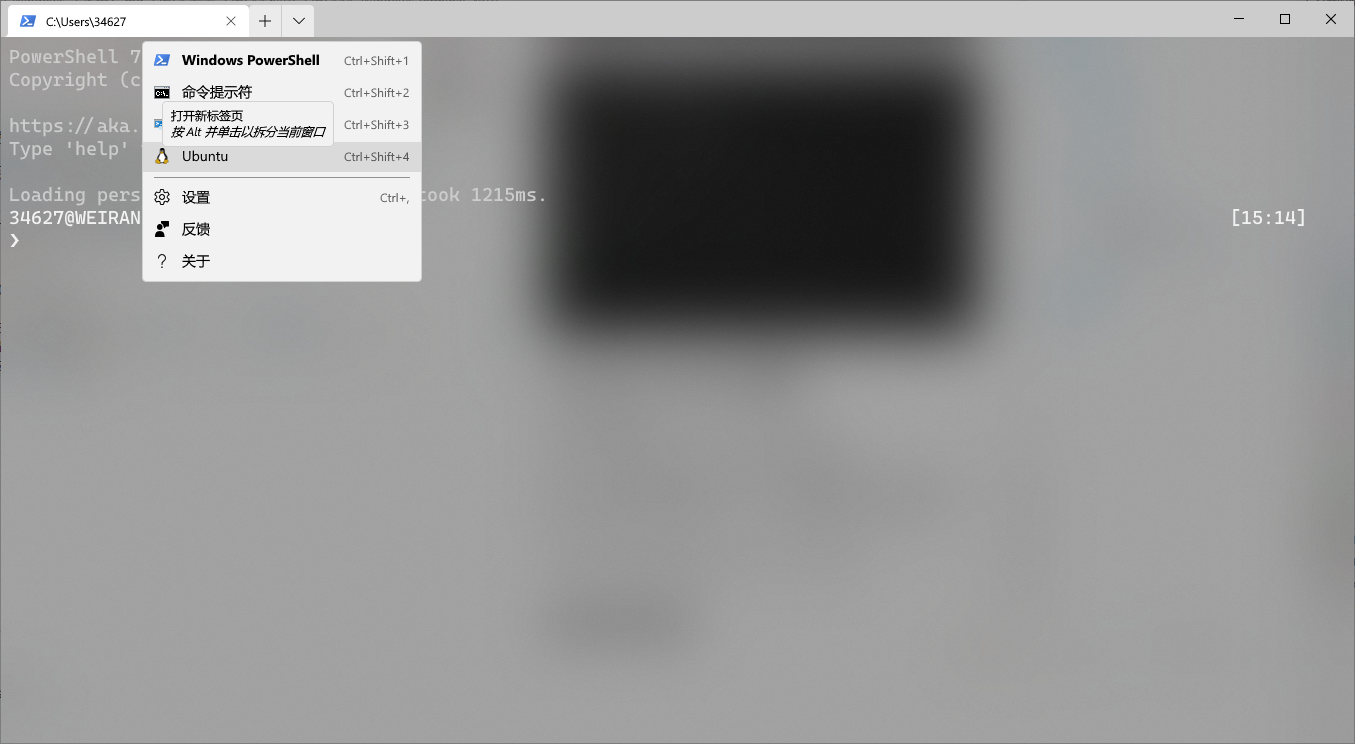 C:\Users\34627
PowerShell 7
Copyright (c
https://aka.
Type 'help'
Loading pers took 1215ms.
34627@WEIRAN [15:14]
❯
Windows PowerShell Ctrl+Shift+1
命令提示符 Ctrl+Shift+2
打开新标签页
按 Alt 并单击以拆分当前窗口
Ctrl+Shift+3
Ubuntu Ctrl+Shift+4
设置 Ctrl+,
反馈
关于